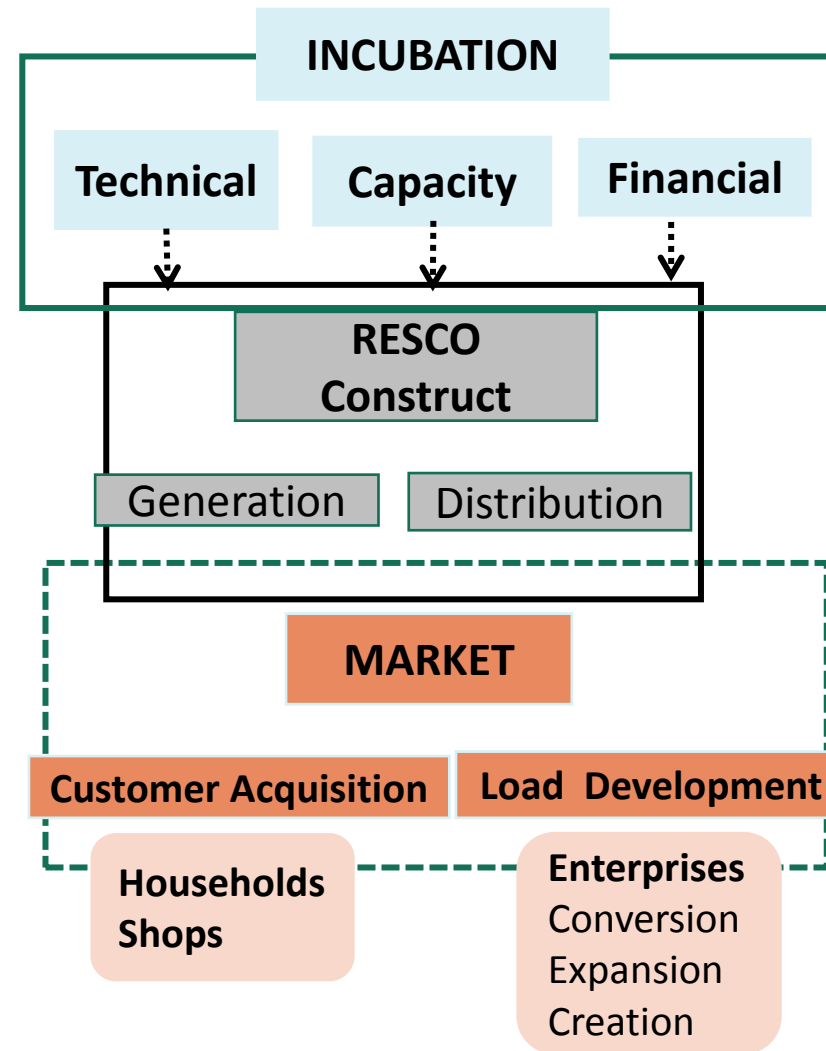 INCUBATION
Technical
Capacity
Financial
RESCO
Construct
Generation
Distribution
MARKET
Customer Acquisition
Load Development
Households
Shops
Enterprises
Conversion
Expansion
Creation